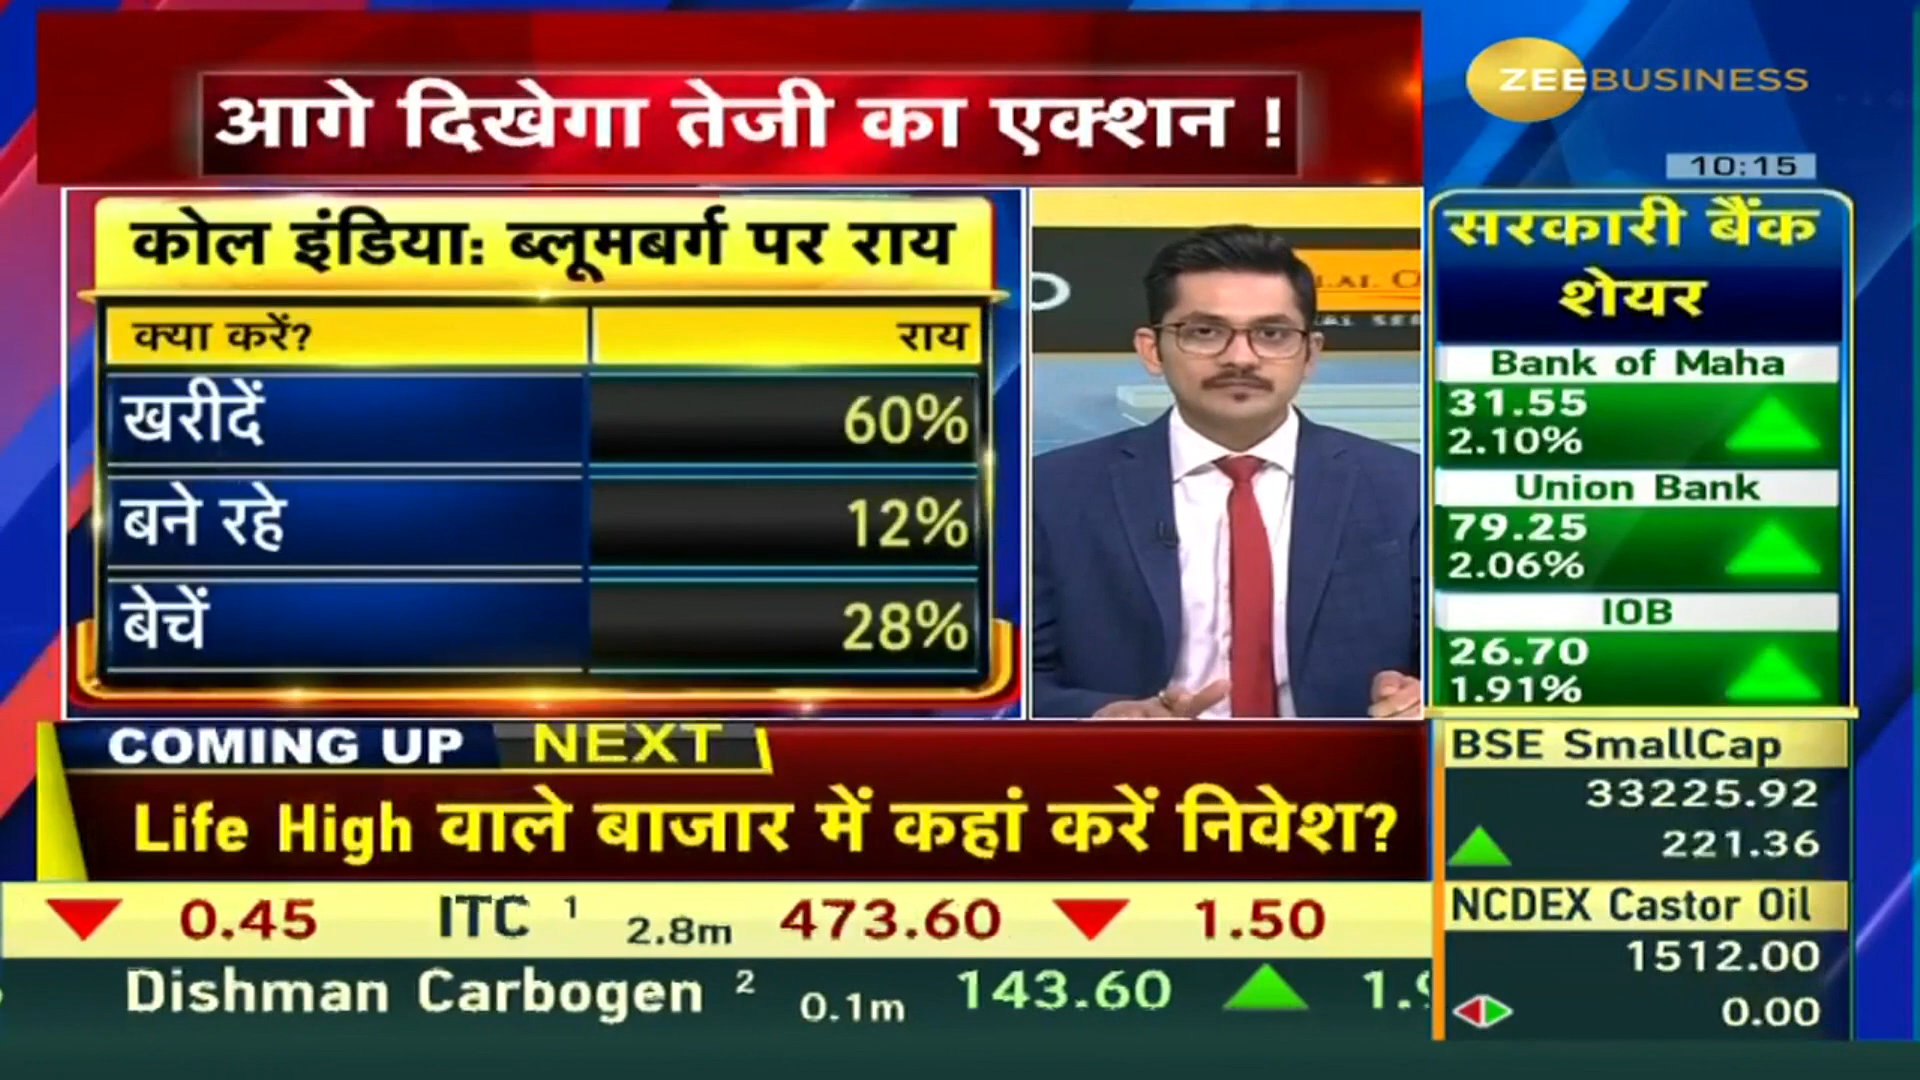 आगे दिखेगा तेजी का एक्शन !
ZEEBUSINESS
10:15
कोल इंडिया: ब्लूमबर्ग पर राय
क्या करें? राय
खरीदें 60%
बने रहे 12%
बेचें 28%
सरकारी बैंक
शेयर
Bank of Maha
31.55
2.10%
Union Bank
79.25
2.06%
IOB
26.70
1.91%
COMING UP NEXT
Life High वाले बाजार में कहां करें निवेश?
BSE SmallCap
33225.92
221.36
NCDEX Castor Oil
1512.00
0.00
0.45 ITC 1 2.8m 473.60 1.50
Dishman Carbogen 2 0.1m 143.60